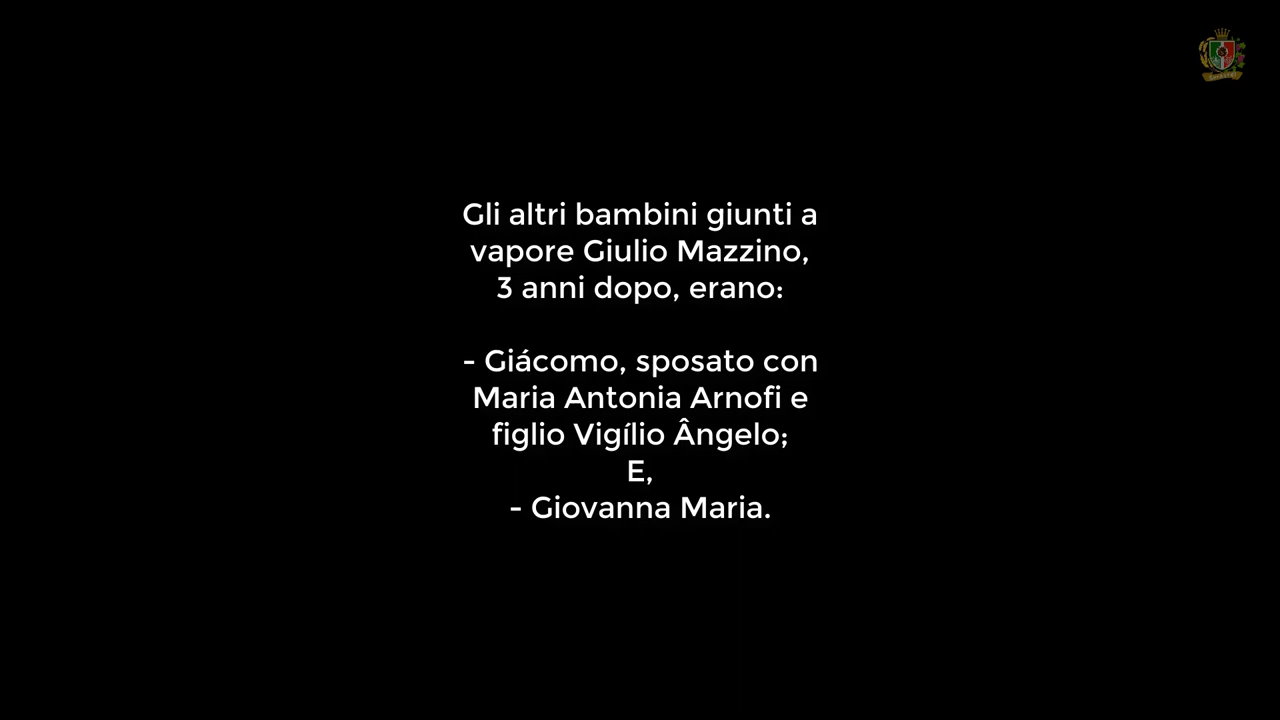 Gli altri bambini giunti a
vapore Giulio Mazzino,
3 anni dopo, erano:
- Giácomo, sposato con
Maria Antonia Arnofi e
figlio Vigílio Ângelo;
E,
- Giovanna Maria.